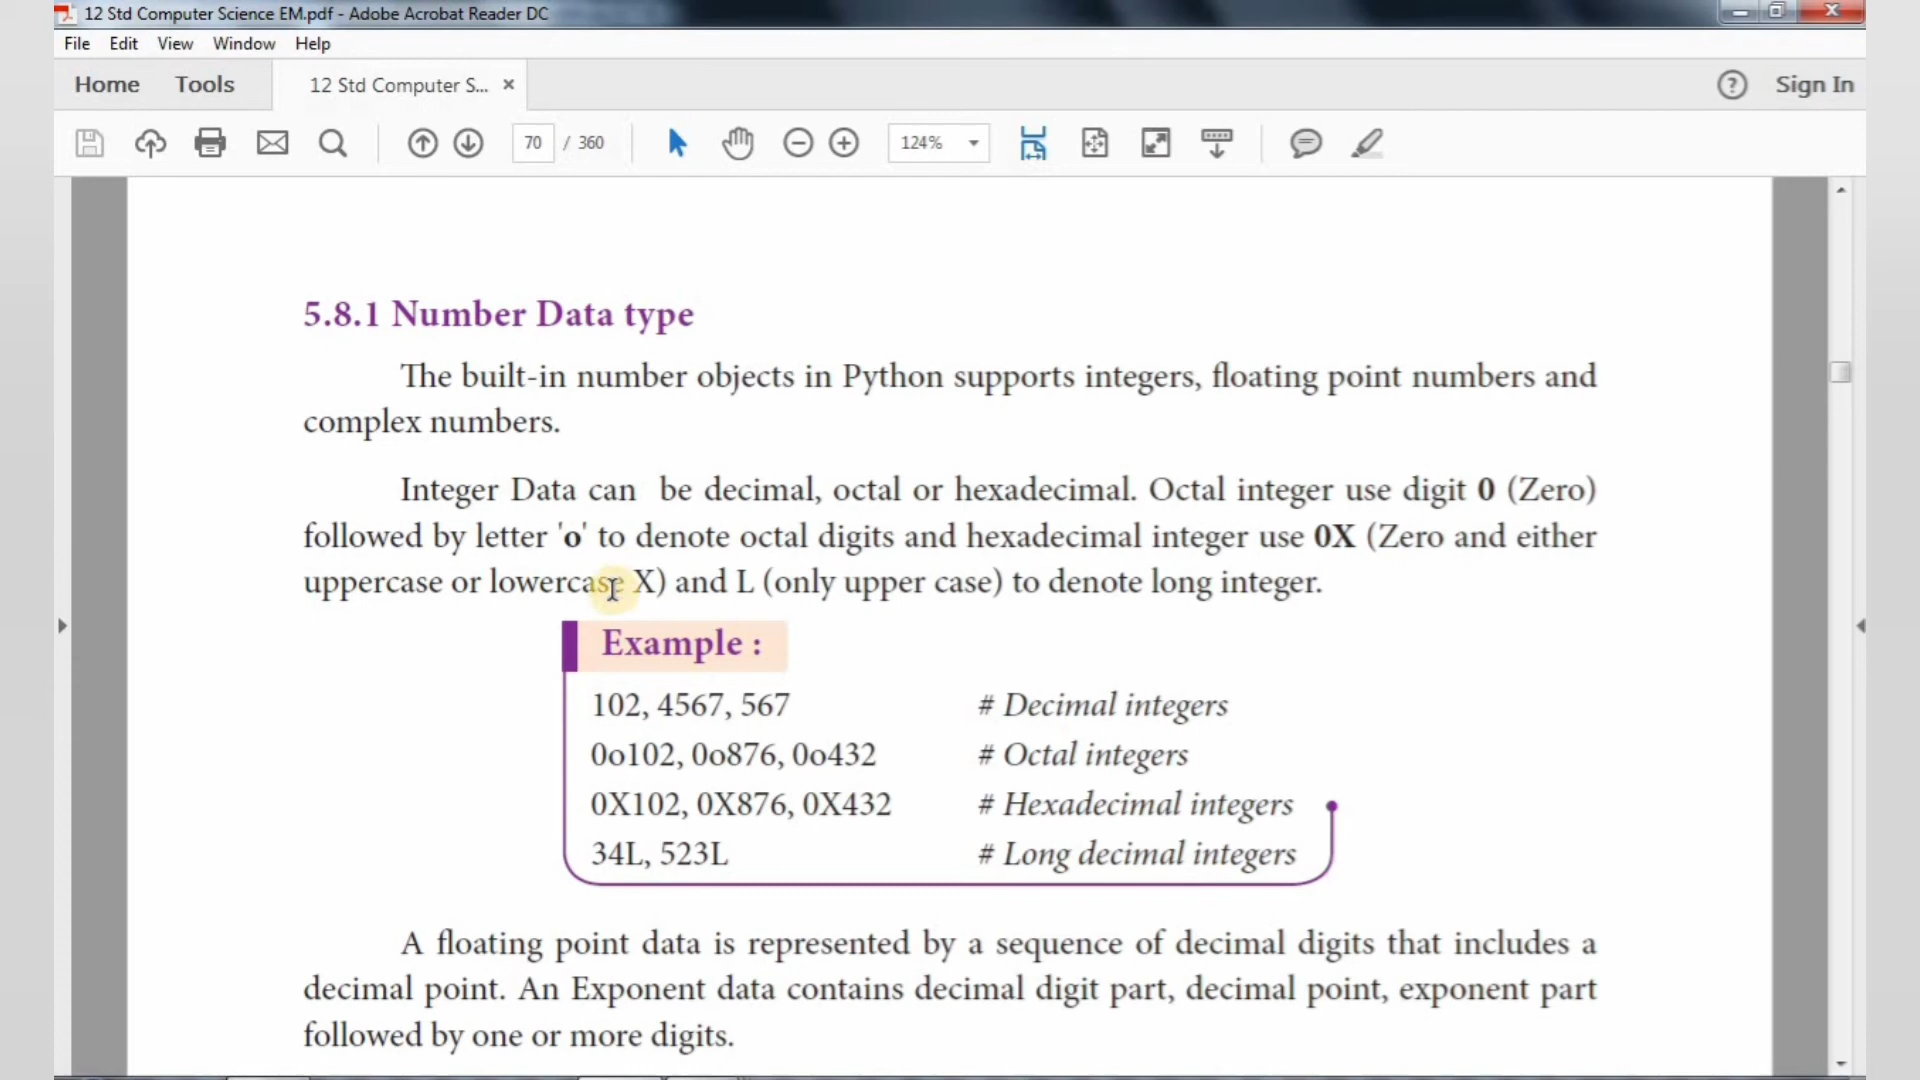 12 Std Computer Science EM.pdf - Adobe Acrobat Reader DC
File Edit View Window Help
Home Tools 12 Std Computer S... × ? Sign In
70 / 360 124%
5.8.1 Number Data type
The built-in number objects in Python supports integers, floating point numbers and
complex numbers.
Integer Data can be decimal, octal or hexadecimal. Octal integer use digit 0 (Zero)
followed by letter 'o' to denote octal digits and hexadecimal integer use 0X (Zero and either
uppercase or lowercase X) and L (only upper case) to denote long integer.
Example :
102, 4567, 567 # Decimal integers
0o102, 0o876, 0o432 # Octal integers
0X102, 0X876, 0X432 # Hexadecimal integers
34L, 523L # Long decimal integers
A floating point data is represented by a sequence of decimal digits that includes a
decimal point. An Exponent data contains decimal digit part, decimal point, exponent part
followed by one or more digits.